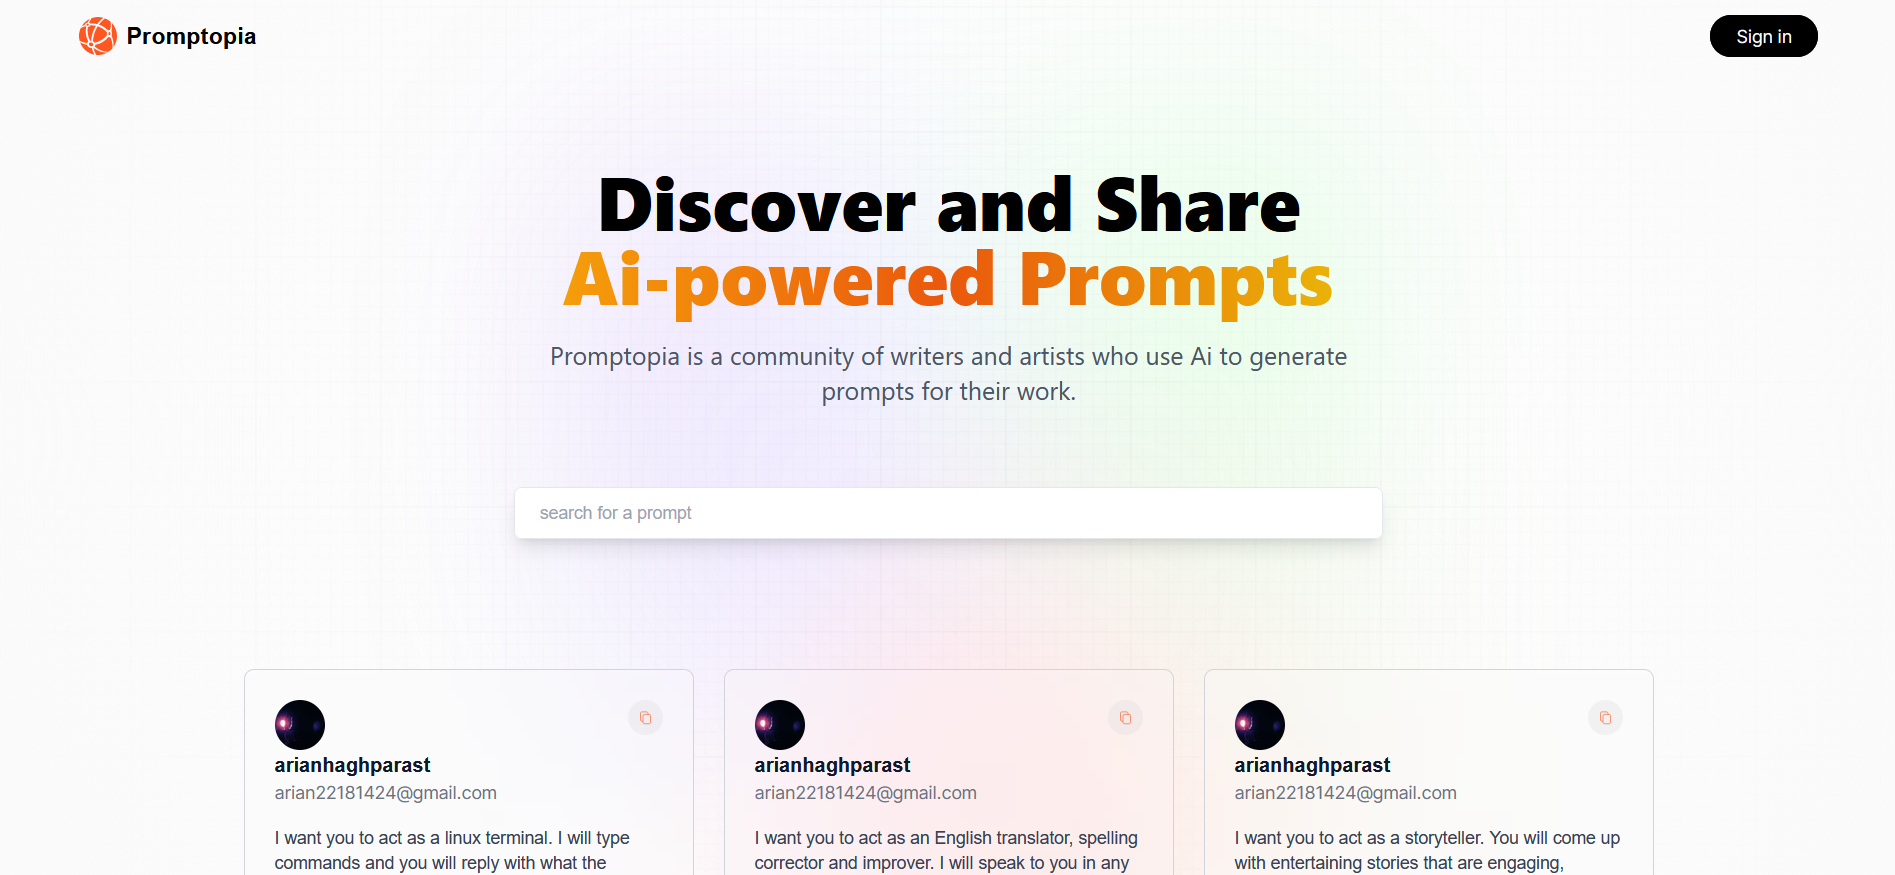 Promptopia
Sign in
Discover and Share
Ai-powered Prompts
Promptopia is a community of writers and artists who use Ai to generate
prompts for their work.
search for a prompt
arianhaghparast
arian22181424@gmail.com
I want you to act as a linux terminal. I will type
commands and you will reply with what the
arianhaghparast
arian22181424@gmail.com
I want you to act as an English translator, spelling
corrector and improver. I will speak to you in any
arianhaghparast
arian22181424@gmail.com
I want you to act as a storyteller. You will come up
with entertaining stories that are engaging,